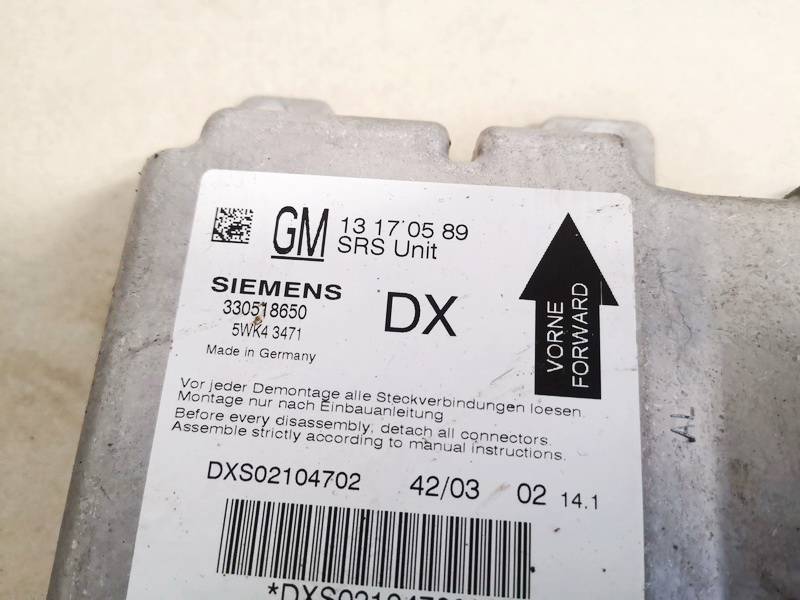 GM 13 17 05 89
SRS Unit
SIEMENS
330518650
5WK4 3471
Made in Germany
DX
VORNE
FORWARD
Vor jeder Demontage alle Steckverbindungen loesen.
Montage nur nach Einbauanleitung
Before every disassembly, detach all connectors.
Assemble strictly according to manual instructions.
DXS02104702 42/03 02 14.1
AL